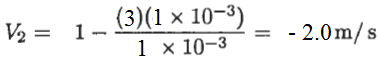 V₂ = 1 − (3)(1 × 10⁻³) / 1 × 10⁻³ = - 2.0 m/s